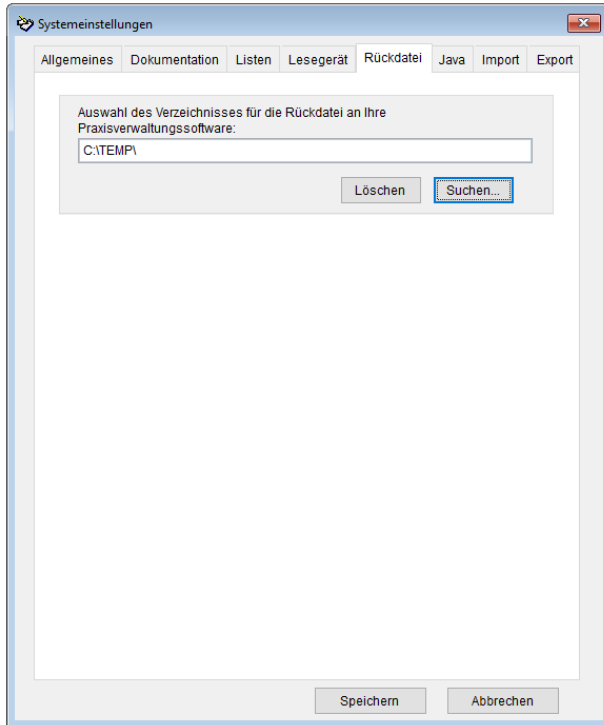 Systemeinstellungen
Allgemeines Dokumentation Listen Lesegerät Rückdatei Java Import Export
Auswahl des Verzeichnisses für die Rückdatei an Ihre
Praxisverwaltungssoftware:
C:\TEMP\
Löschen Suchen...
Speichern Abbrechen